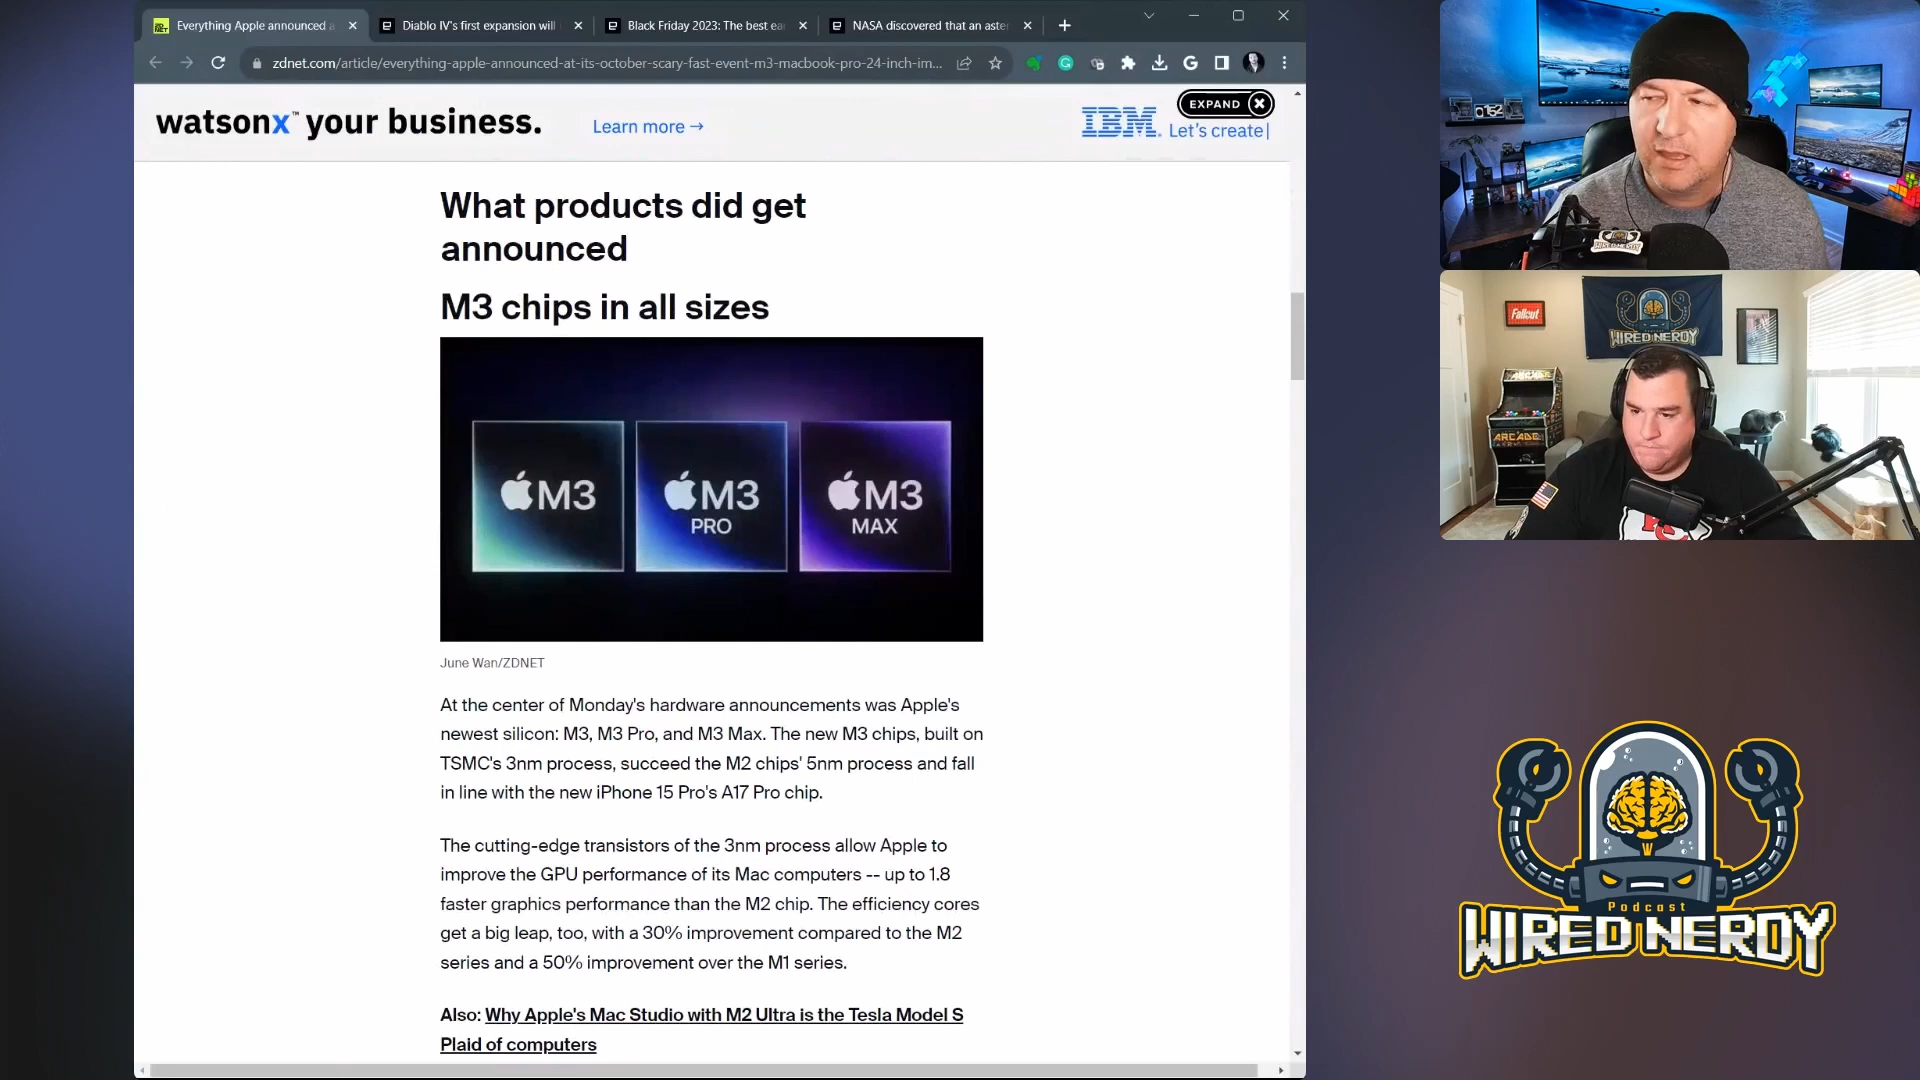 Everything Apple announced a
Diablo IV's first expansion will
Black Friday 2023: The best ea
NASA discovered that an aste
zdnet.com/article/everything-apple-announced-at-its-october-scary-fast-event-m3-macbook-pro-24-inch-im...
watsonx™ your business.
Learn more →
IBM. Let's create|
EXPAND
What products did get
announced
M3 chips in all sizes
M3
M3
PRO
M3
MAX
June Wan/ZDNET
At the center of Monday's hardware announcements was Apple's
newest silicon: M3, M3 Pro, and M3 Max. The new M3 chips, built on
TSMC's 3nm process, succeed the M2 chips' 5nm process and fall
in line with the new iPhone 15 Pro's A17 Pro chip.
The cutting-edge transistors of the 3nm process allow Apple to
improve the GPU performance of its Mac computers -- up to 1.8
faster graphics performance than the M2 chip. The efficiency cores
get a big leap, too, with a 30% improvement compared to the M2
series and a 50% improvement over the M1 series.
Also: Why Apple's Mac Studio with M2 Ultra is the Tesla Model S
Plaid of computers
WIRED NERDY
Fallout
WIRED NERDY
ARCADE
KC
Podcast
WIRED NERDY